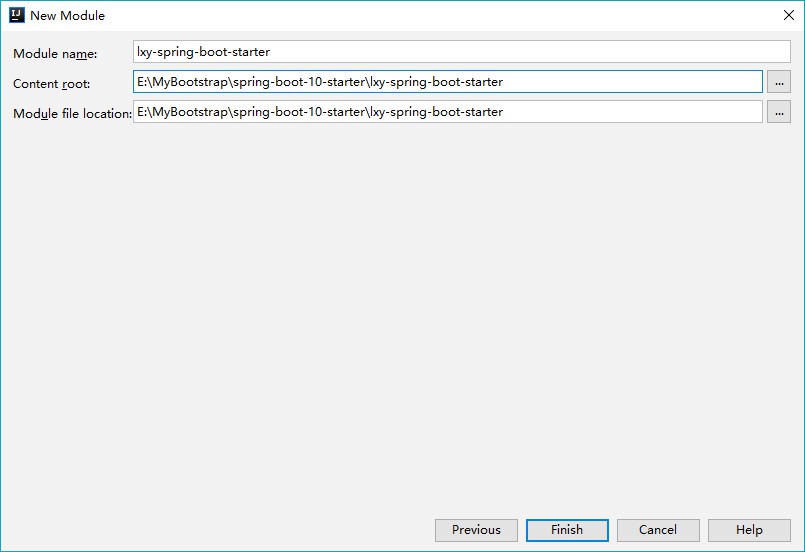 New Module
Module name: lxy-spring-boot-starter
Content root: E:\MyBootstrap\spring-boot-10-starter\lxy-spring-boot-starter ...
Module file location: E:\MyBootstrap\spring-boot-10-starter\lxy-spring-boot-starter ...
Previous Finish Cancel Help